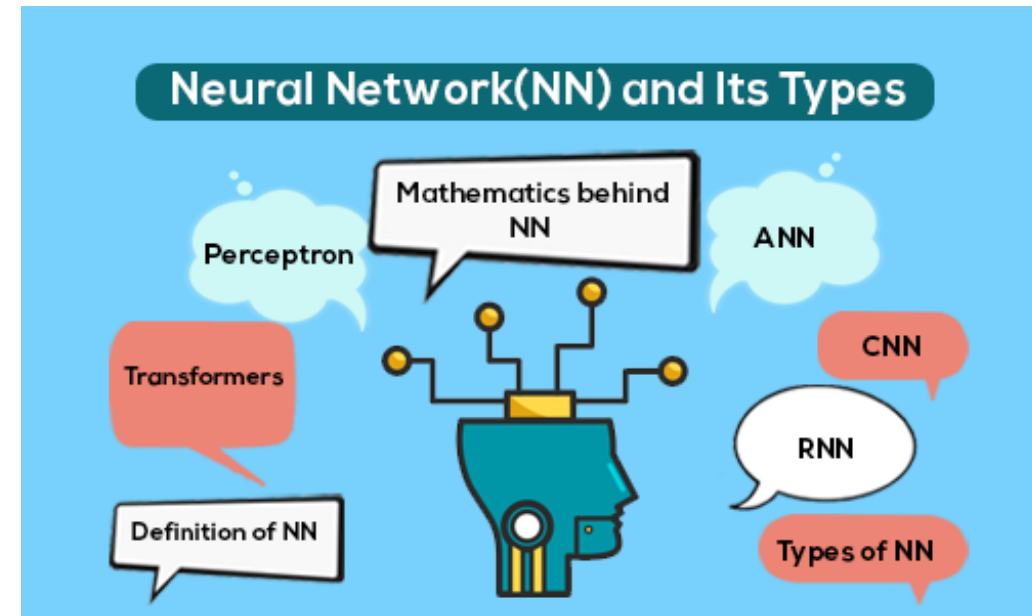 Neural Network(NN) and Its Types
Mathematics behind
NN
Perceptron
ANN
Transformers
CNN
RNN
Definition of NN
Types of NN